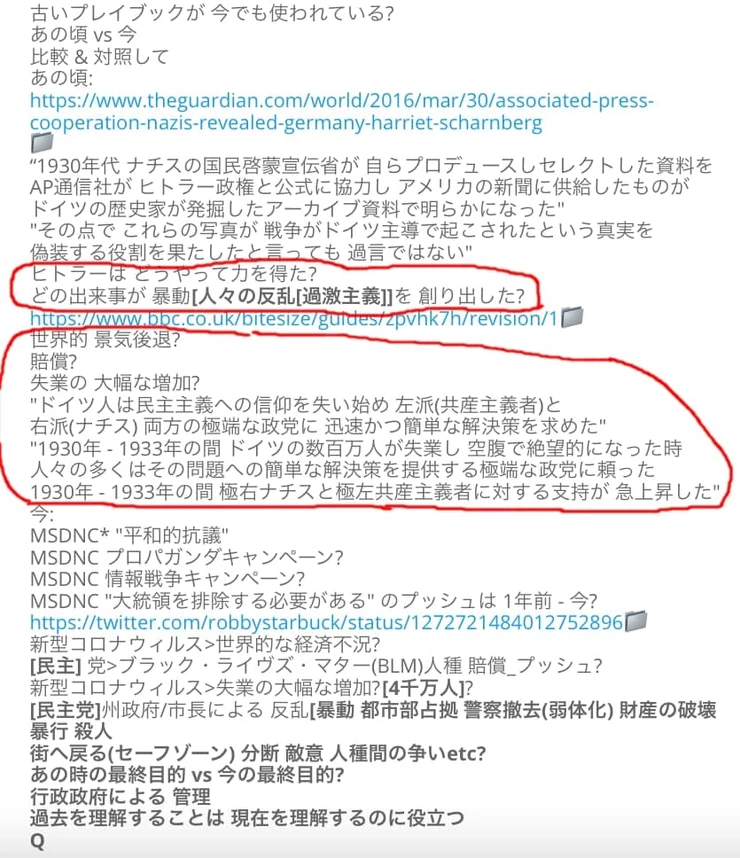 古いプレイブックが 今でも使われている?
あの頃 vs 今
比較 & 対照して
あの頃:
https://www.theguardian.com/world/2016/mar/30/associated-press-
cooperation-nazis-revealed-germany-harriet-scharnberg
“1930年代 ナチスの国民啓蒙宣伝省が 自らプロデュースしセレクトした資料を
AP通信社が ヒトラー政権と公式に協力し アメリカの新聞に供給したものが
ドイツの歴史家が発掘したアーカイブ資料で明らかになった"
"その点で これらの写真が 戦争がドイツ主導で起こされたという真実を
偽装する役割を果たしたと言っても 過言ではない"
ヒトラーは どうやって力を得た?
どの出来事が 暴動[人々の反乱[過激主義]]を 創り出した?
https://www.bbc.co.uk/bitesize/guides/zpvhk7h/revision/1
世界的 景気後退?
賠償?
失業の 大幅な増加?
"ドイツ人は民主主義への信仰を失い始め 左派(共産主義者)と
右派(ナチス) 両方の極端な政党に 迅速かつ簡単な解決策を求めた"
"1930年 - 1933年の間 ドイツの数百万人が失業し 空腹で絶望的になった時
人々の多くはその問題への簡単な解決策を提供する極端な政党に頼った
1930年 - 1933年の間 極右ナチスと極左共産主義者に対する支持が 急上昇した"
今:
MSDNC* "平和的抗議"
MSDNC プロパガンダキャンペーン?
MSDNC 情報戦争キャンペーン?
MSDNC "大統領を排除する必要がある" のプッシュは 1年前 - 今?
https://twitter.com/robbystarbuck/status/1272721484012752896
新型コロナウィルス>世界的な経済不況?
[民主] 党>ブラック・ライヴズ・マター(BLM)人種 賠償_プッシュ?
新型コロナウィルス>失業の大幅な増加?[4千万人]?
[民主党]州政府/市長による 反乱[暴動 都市部占拠 警察撤去(弱体化) 財産の破壊
暴行 殺人
街へ戻る(セーフゾーン) 分断 敵意 人種間の争いetc?
あの時の最終目的 vs 今の最終目的?
行政政府による 管理
過去を理解することは 現在を理解するのに役立つ
Q